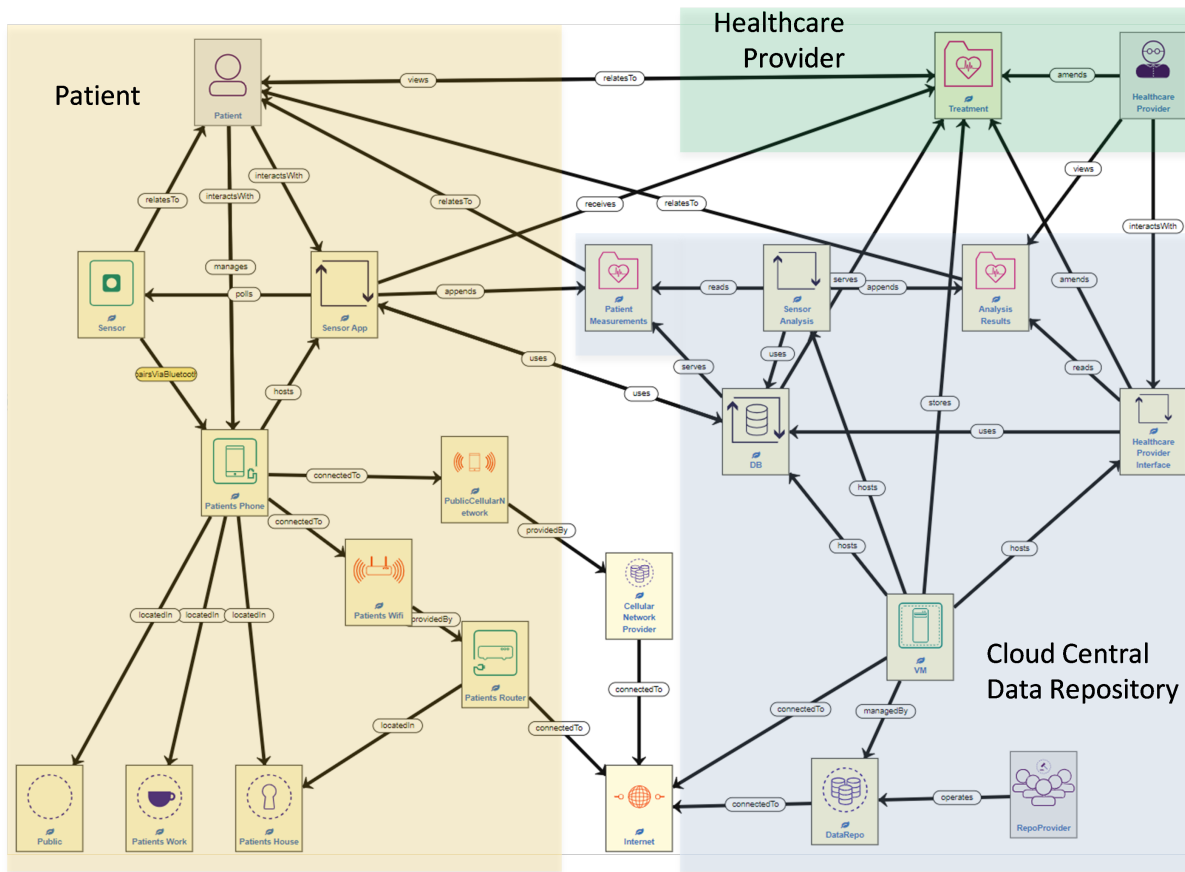 Healthcare
Provider
Patient
Patient
Treatment
Healthcare
Provider
views
relatesTo
amends
interactsWith
views
relatesTo
interactsWith
relatesTo
receives
relatesTo
interactsWith
manages
Sensor
polls
Sensor App
appends
Patient
Measurements
reads
Sensor
Analysis
serves
appends
Analysis
Results
amends
pairsViaBluetooth
hosts
uses
uses
serves
uses
reads
stores
DB
uses
Healthcare
Provider
Interface
Patients Phone
connectedTo
PublicCellularN
etwork
hosts
connectedTo
providedBy
hosts
hosts
Patients Wifi
Cellular
Network
Provider
locatedIn
locatedIn
locatedIn
providedBy
VM
Cloud Central
Data Repository
Patients Router
connectedTo
connectedTo
managedBy
locatedIn
connectedTo
connectedTo
operates
Public
Patients Work
Patients House
Internet
DataRepo
RepoProvider